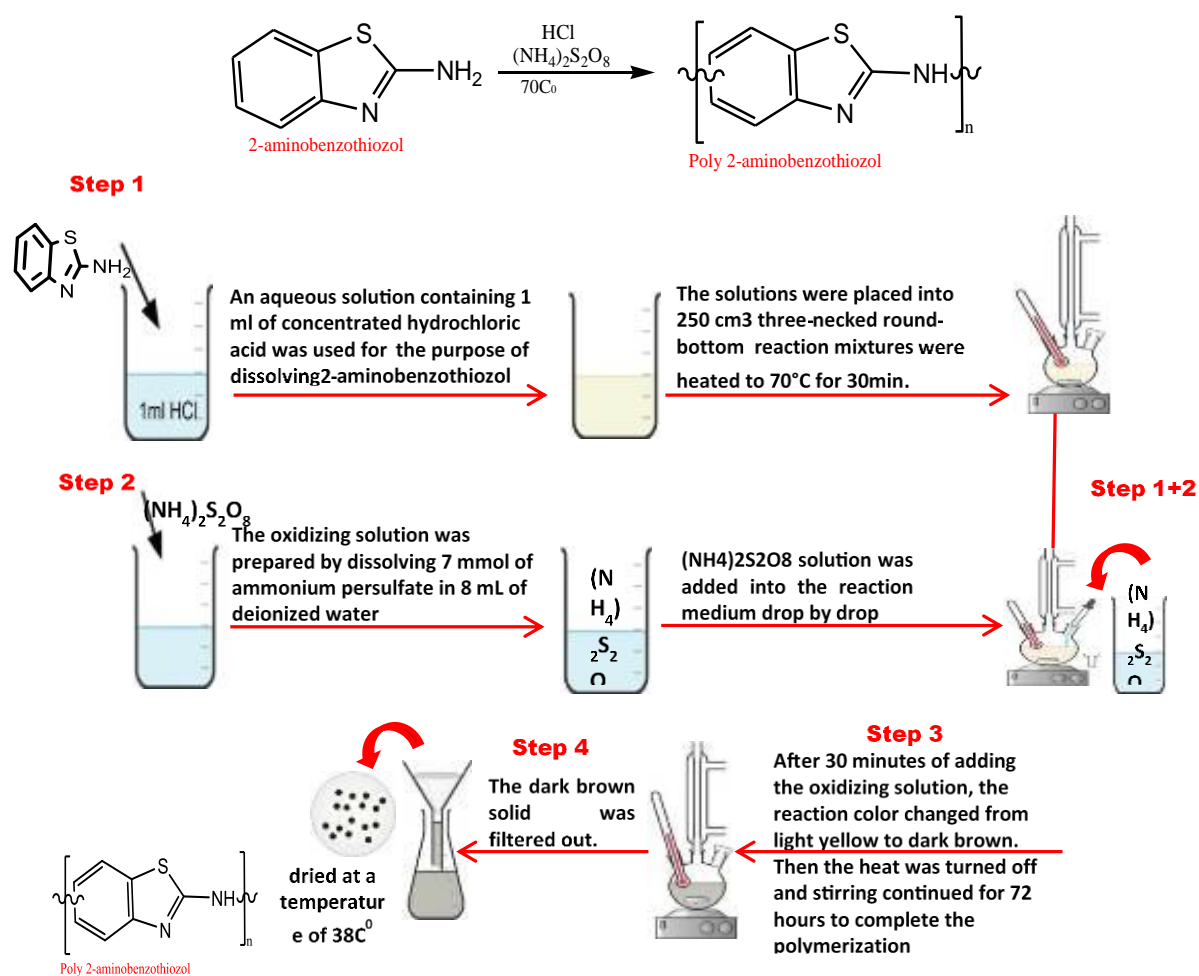 S
NH₂
N
2-aminobenzothiozol
HCl
(NH₄)₂S₂O₈
70C₀
S
NH
N
n
Poly 2-aminobenzothiozol
Step 1
S
NH₂
N
1ml HCl
An aqueous solution containing 1
ml of concentrated hydrochloric
acid was used for the purpose of
dissolving2-aminobenzothiozol
The solutions were placed into
250 cm3 three-necked round-
bottom reaction mixtures were
heated to 70°C for 30min.
Step 2
(NH₄)₂S₂O₈
The oxidizing solution was
prepared by dissolving 7 mmol of
ammonium persulfate in 8 mL of
deionized water
(N
H₄)
₂S₂
O
(NH4)2S2O8 solution was
added into the reaction
medium drop by drop
Step 1+2
(N
H₄)
₂S₂
O
Step 3
After 30 minutes of adding
the oxidizing solution, the
reaction color changed from
light yellow to dark brown.
Then the heat was turned off
and stirring continued for 72
hours to complete the
polymerization
Step 4
The dark brown
solid was
filtered out.
dried at a
temperatur
e of 38C⁰
S
NH
N
n
Poly 2-aminobenzothiozol